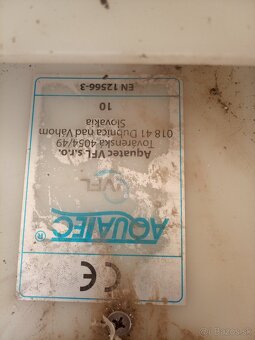 CE
AQUATEC®
VFL
Aquatec VFL s.r.o.
Továrenská 4054/49
018 41 Dubnica nad Váhom
Slovakia
10
EN 12566-3